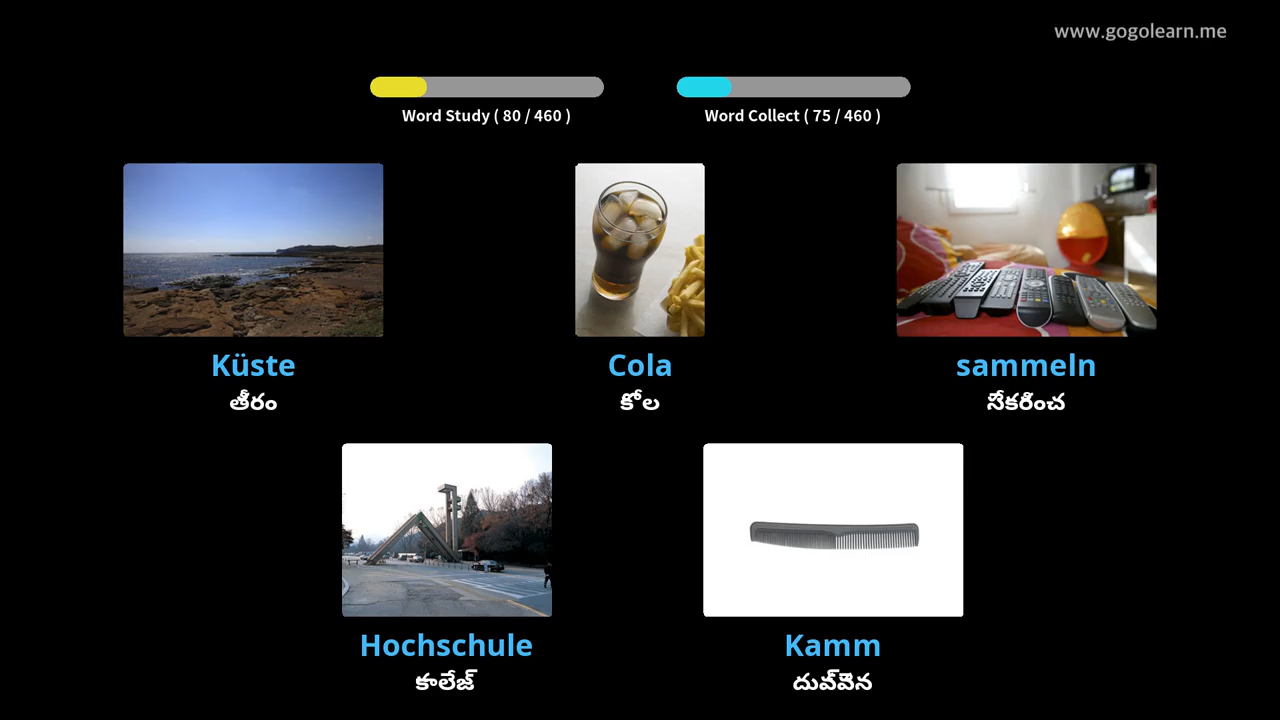 www.gogolearn.me
Word Study ( 80 / 460 )
Word Collect ( 75 / 460 )
Küste
తీరం
Cola
కోల
sammeln
సేకరించ
Hochschule
కాలేజ్
Kamm
దువ్వెన